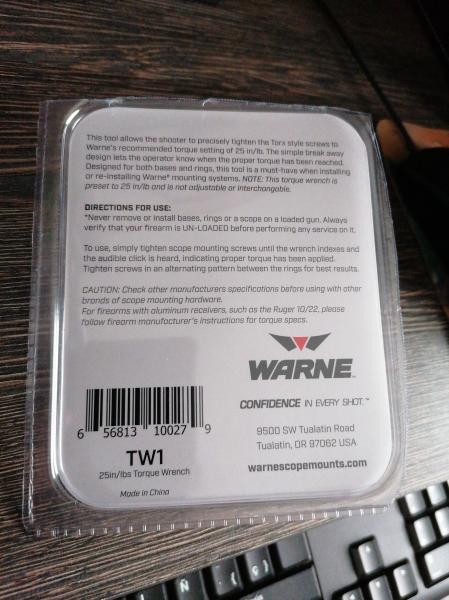 This tool allows the shooter to precisely tighten the Torx style screws to
Warne's recommended torque setting of 25 in/lb. The simple break away
design lets the operator know when the proper torque has been reached.
Designed for both bases and rings, this tool is a must-have when installing
or re-installing Warne® mounting systems. NOTE: This torque wrench is
preset to 25 in/lb and is not adjustable or interchangable.
DIRECTIONS FOR USE:
*Never remove or install bases, rings or a scope on a loaded gun. Always
verify that your firearm is UN-LOADED before performing any service on it.
To use, simply tighten scope mounting screws until the wrench indexes and
the audible click is heard, indicating proper torque has been applied.
Tighten screws in an alternating pattern between the rings for best results.
CAUTION: Check other manufacturers specifications before using with other
brands of scope mounting hardware.
For firearms with aluminum receivers, such as the Ruger 10/22, please
follow firearm manufacturer's instructions for torque specs.
WARNE™
CONFIDENCE IN EVERY SHOT.™
6 56813 10027 9
9500 SW Tualatin Road
Tualatin, OR 97062 USA
TW1
25in/lbs Torque Wrench
warnescopemounts.com
Made in China
N
M